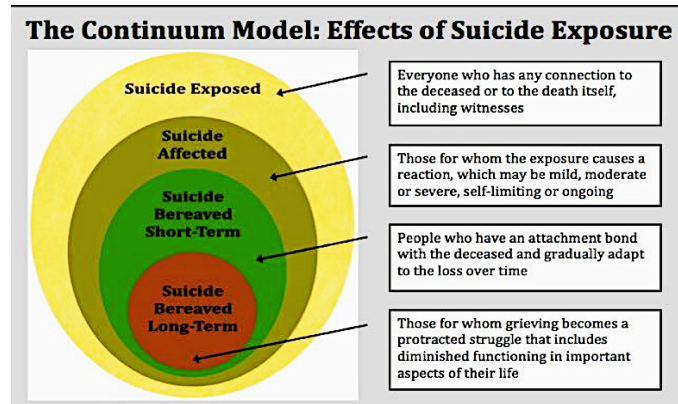 The Continuum Model: Effects of Suicide Exposure
Suicide Exposed
Everyone who has any connection to
the deceased or to the death itself,
including witnesses
Suicide
Affected
Those for whom the exposure causes a
reaction, which may be mild, moderate
or severe, self-limiting or ongoing
Suicide
Bereaved
Short-Term
People who have an attachment bond
with the deceased and gradually adapt
to the loss over time
Suicide
Bereaved
Long-Term
Those for whom grieving becomes a
protracted struggle that includes
diminished functioning in important
aspects of their life